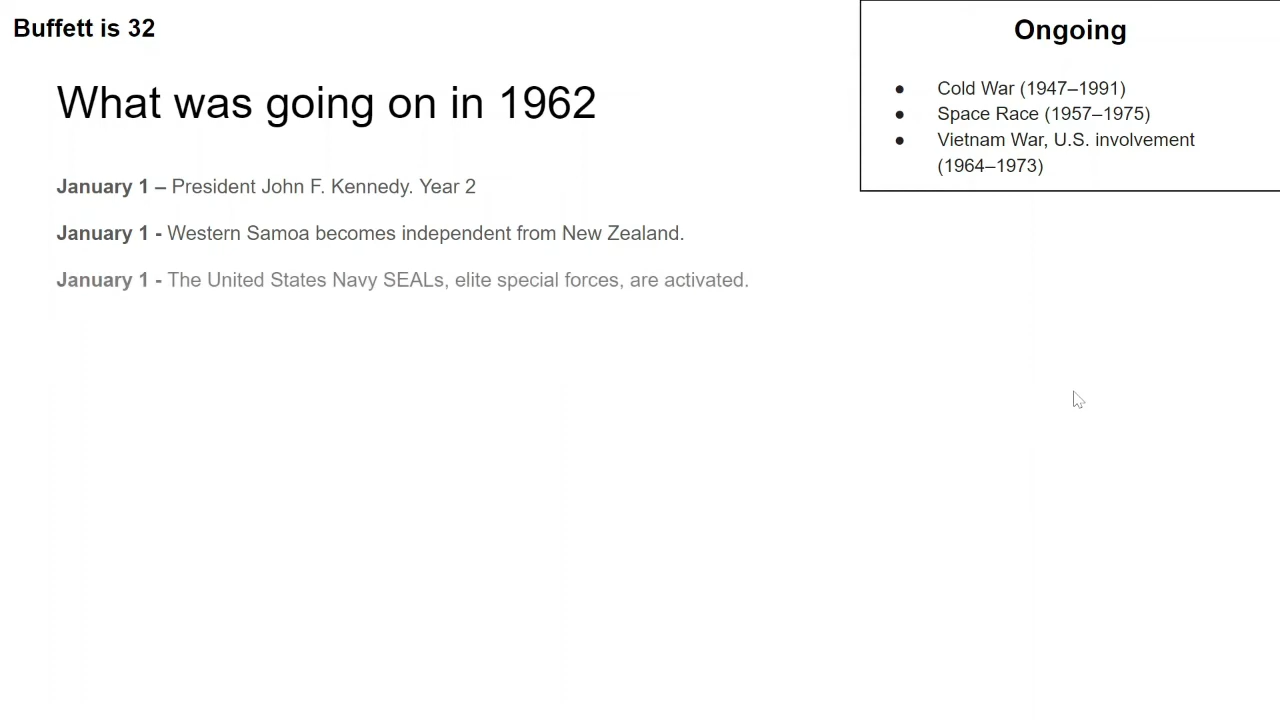 Buffett is 32
What was going on in 1962
January 1 – President John F. Kennedy. Year 2
January 1 - Western Samoa becomes independent from New Zealand.
January 1 - The United States Navy SEALs, elite special forces, are activated.
Ongoing
● Cold War (1947–1991)
● Space Race (1957–1975)
● Vietnam War, U.S. involvement
(1964–1973)